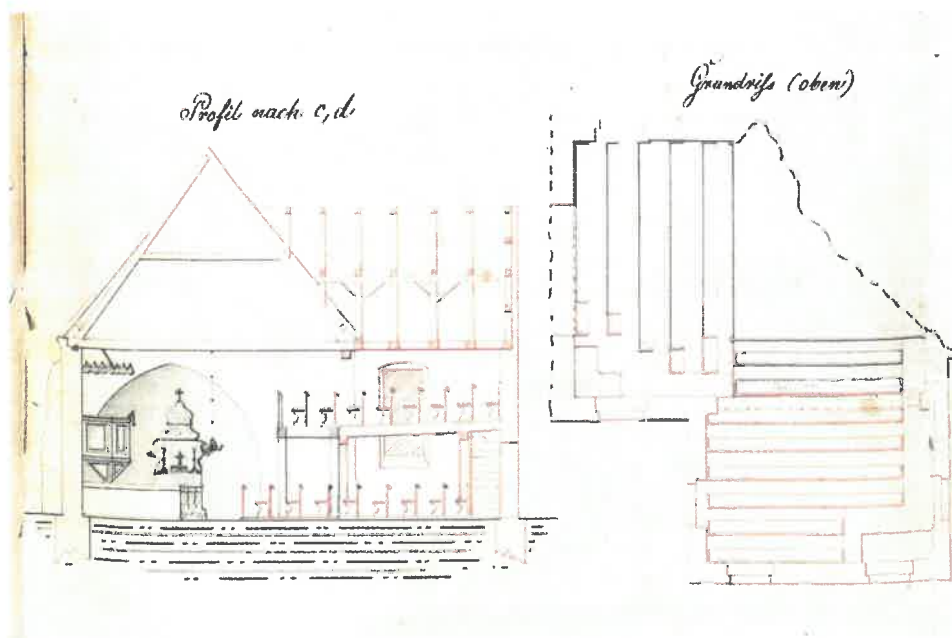 Profil nach c, d.
Grundriſs (oben)